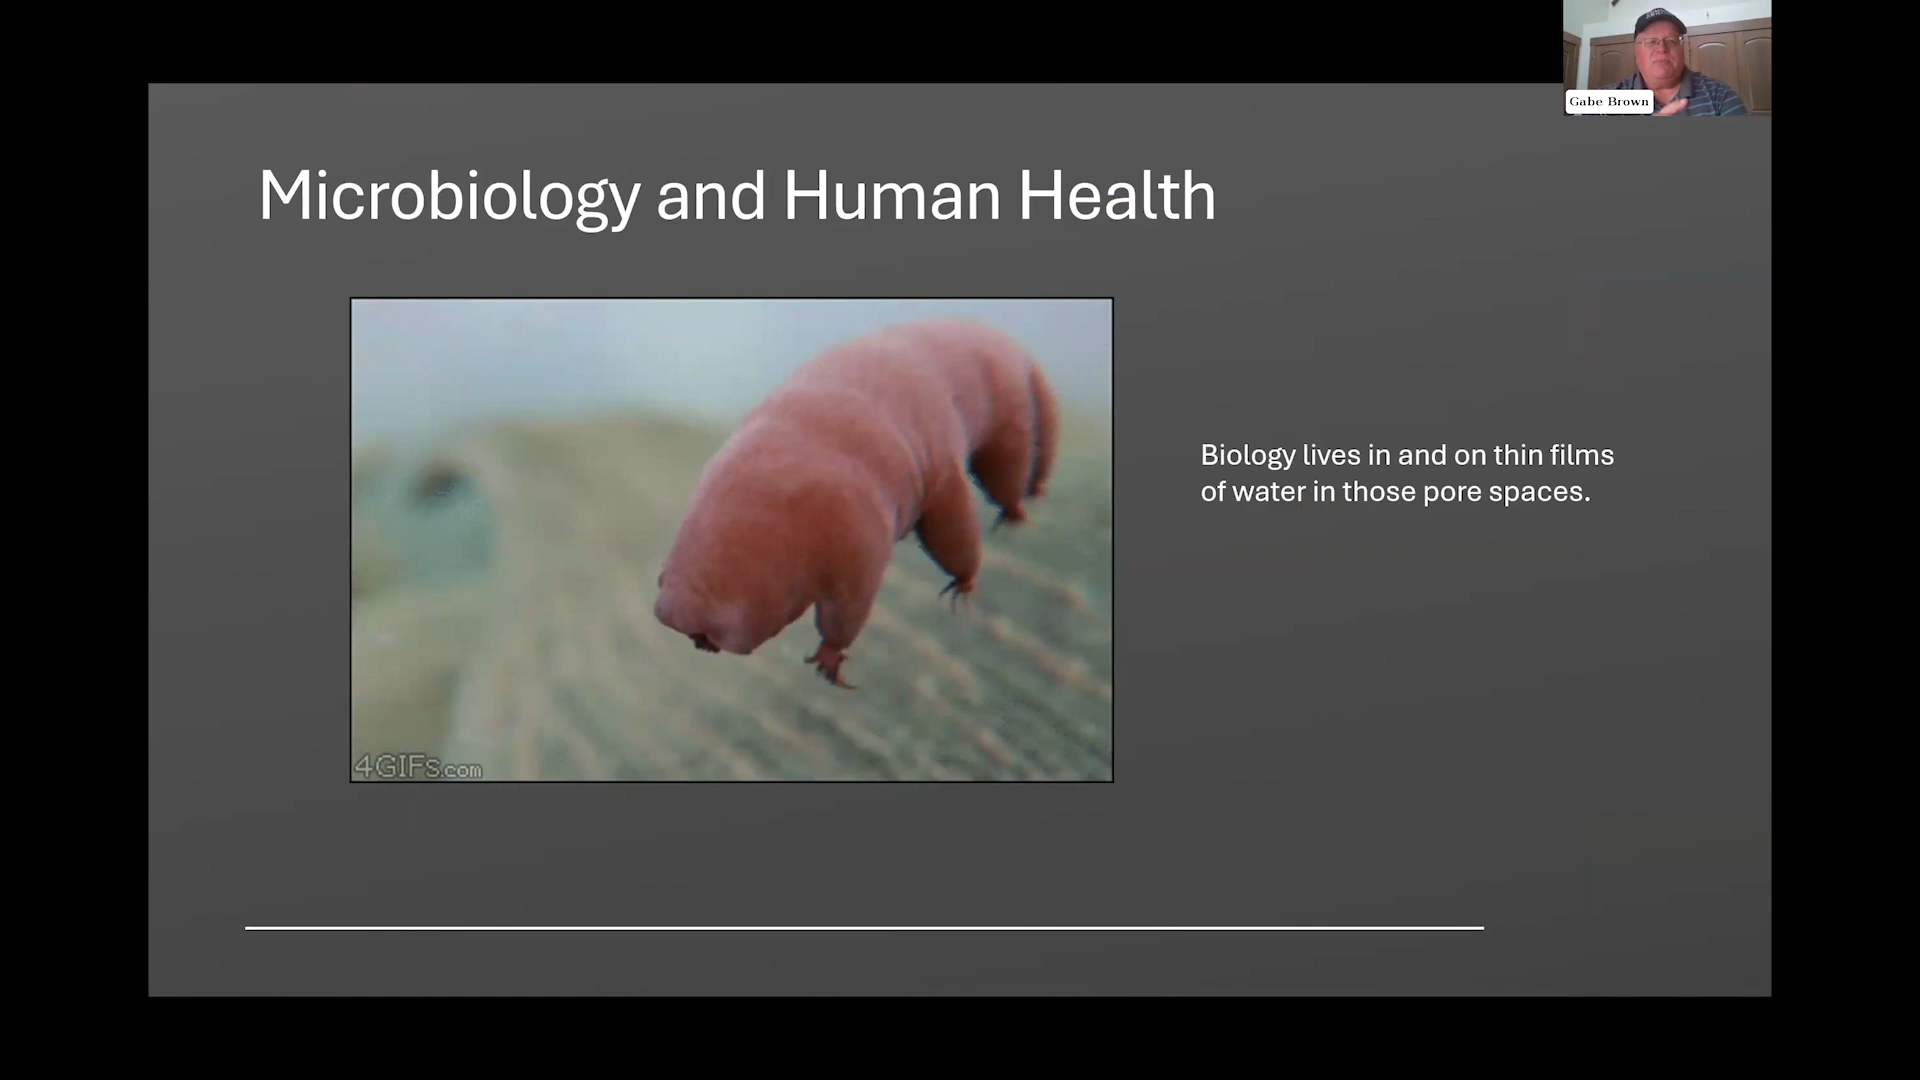 Gabe Brown
Microbiology and Human Health
Biology lives in and on thin films
of water in those pore spaces.
4GIFs.com